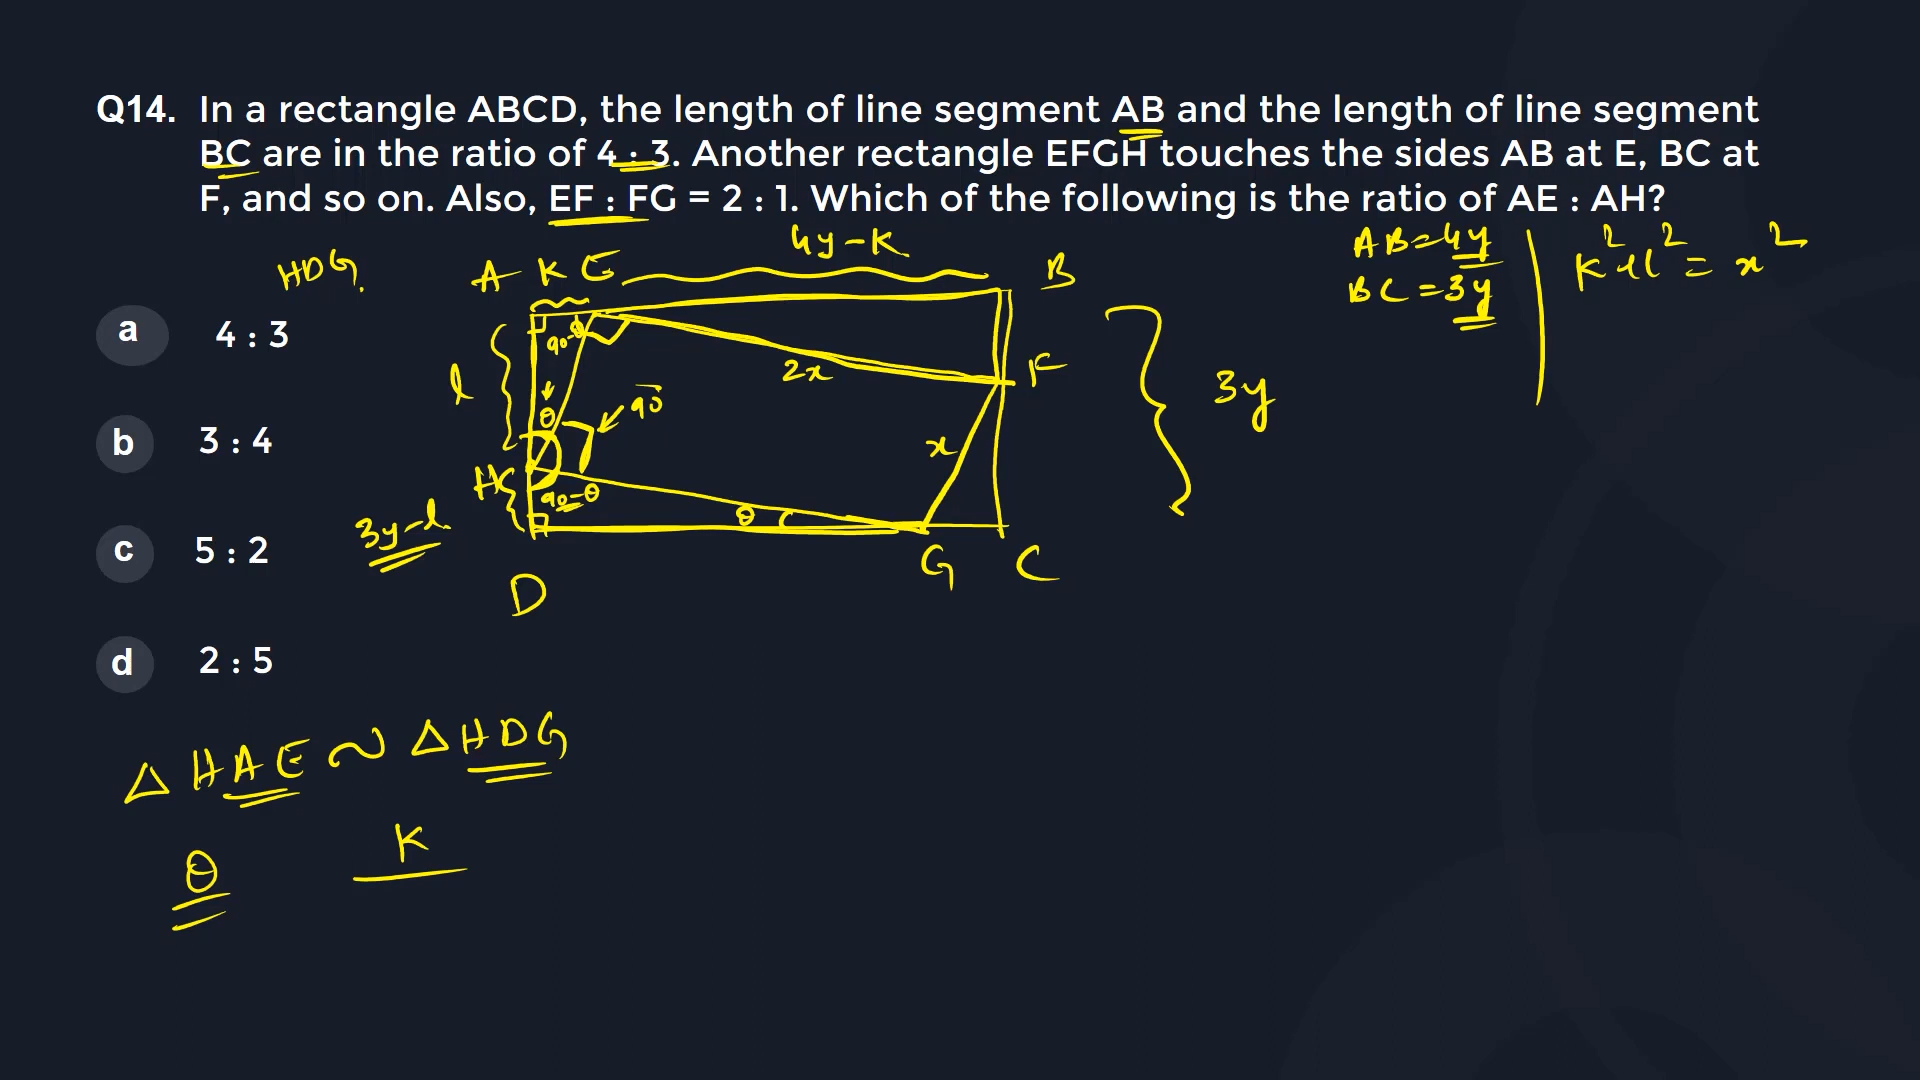 Q14. In a rectangle ABCD, the length of line segment AB and the length of line segment
BC are in the ratio of 4 : 3. Another rectangle EFGH touches the sides AB at E, BC at
F, and so on. Also, EF : FG = 2 : 1. Which of the following is the ratio of AE : AH?
4y-K
AB=4y
K²+l²=x²
HDG.
A K E
B
BC=3y
a 4 : 3
90-θ
l
2x
F
3y
θ
90
b 3 : 4
x
H
90-θ
θ
3y-l
c 5 : 2
G C
D
d 2 : 5
△ HAE ~ △ HDG
K
θ